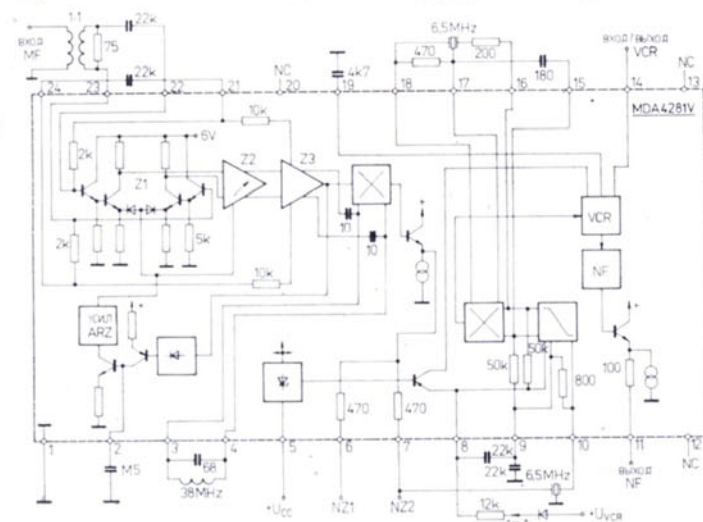 1:1
22k
6,5MHz
ВХОД
MF
75
22k
470
200
4k7
180
ВХОД/ВЫХОД
VCR
NC
NC
24
23
22
21
20
19
18
17
16
15
14
13
MDA4281V
10k
2k
6V
Z1
Z2
Z3
10
10
VCR
NF
2k
5k
10k
УСИЛ
ARZ
50k
50k
800
100
470
470
1
2
3
4
5
6
7
8
9
10
11
12
M5
68
38MHz
+Ucc
NZ1
NZ2
22k
22k
6,5MHz
12k
+UVCR
ВЫХОД
NF
NC